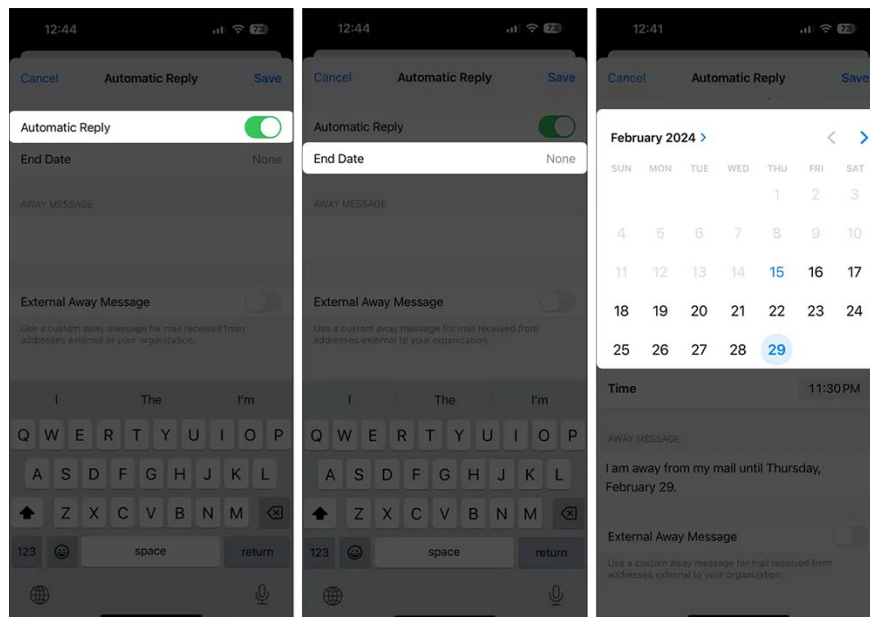 12:44
73
Cancel Automatic Reply Save
Automatic Reply
End Date None
AWAY MESSAGE
External Away Message
Use a custom away message for mail received from
addresses external to your organization.
I The I'm
Q W E R T Y U I O P
A S D F G H J K L
Z X C V B N M
123 space return
12:44
73
Cancel Automatic Reply Save
Automatic Reply
End Date None
AWAY MESSAGE
External Away Message
Use a custom away message for mail received from
addresses external to your organization.
I The I'm
Q W E R T Y U I O P
A S D F G H J K L
Z X C V B N M
123 space return
12:41
73
Cancel Automatic Reply Save
February 2024
SUN MON TUE WED THU FRI SAT
1 2 3
4 5 6 7 8 9 10
11 12 13 14 15 16 17
18 19 20 21 22 23 24
25 26 27 28 29
Time 11:30 PM
AWAY MESSAGE
I am away from my mail until Thursday,
February 29.
External Away Message
Use a custom away message for mail received from
addresses external to your organization.